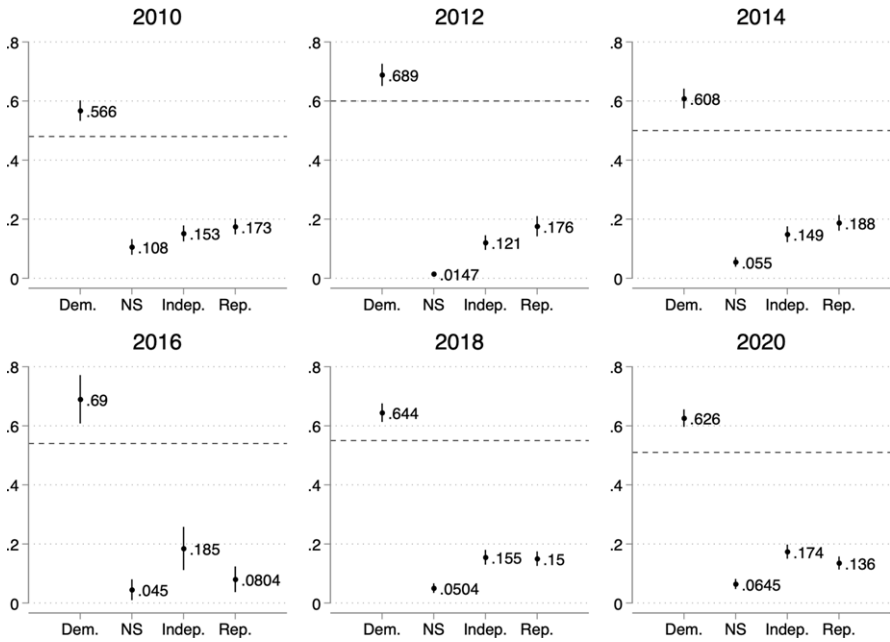 2010
2012
2014
.8
.6
.4
.2
0
.566
.108
.153
.173
Dem.
NS
Indep.
Rep.
.8
.6
.4
.2
0
.689
.0147
.121
.176
Dem.
NS
Indep.
Rep.
.8
.6
.4
.2
0
.608
.055
.149
.188
Dem.
NS
Indep.
Rep.
2016
2018
2020
.8
.6
.4
.2
0
.69
.045
.185
.0804
Dem.
NS
Indep.
Rep.
.8
.6
.4
.2
0
.644
.0504
.155
.15
Dem.
NS
Indep.
Rep.
.8
.6
.4
.2
0
.626
.0645
.174
.136
Dem.
NS
Indep.
Rep.